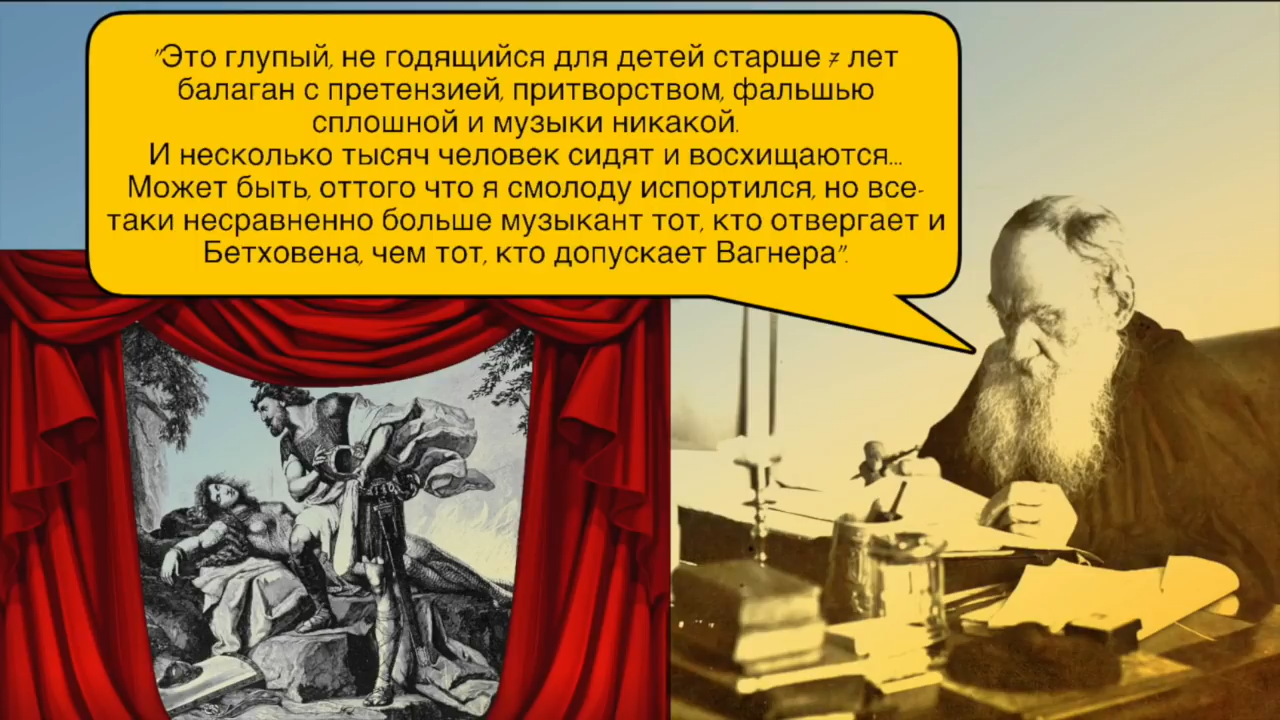 "Это глупый, не годящийся для детей старше 7 лет
балаган с претензией, притворством, фальшью
сплошной и музыки никакой.
И несколько тысяч человек сидят и восхищаются...
Может быть, оттого что я смолоду испортился, но все-
таки несравненно больше музыкант тот, кто отвергает и
Бетховена, чем тот, кто допускает Вагнера".